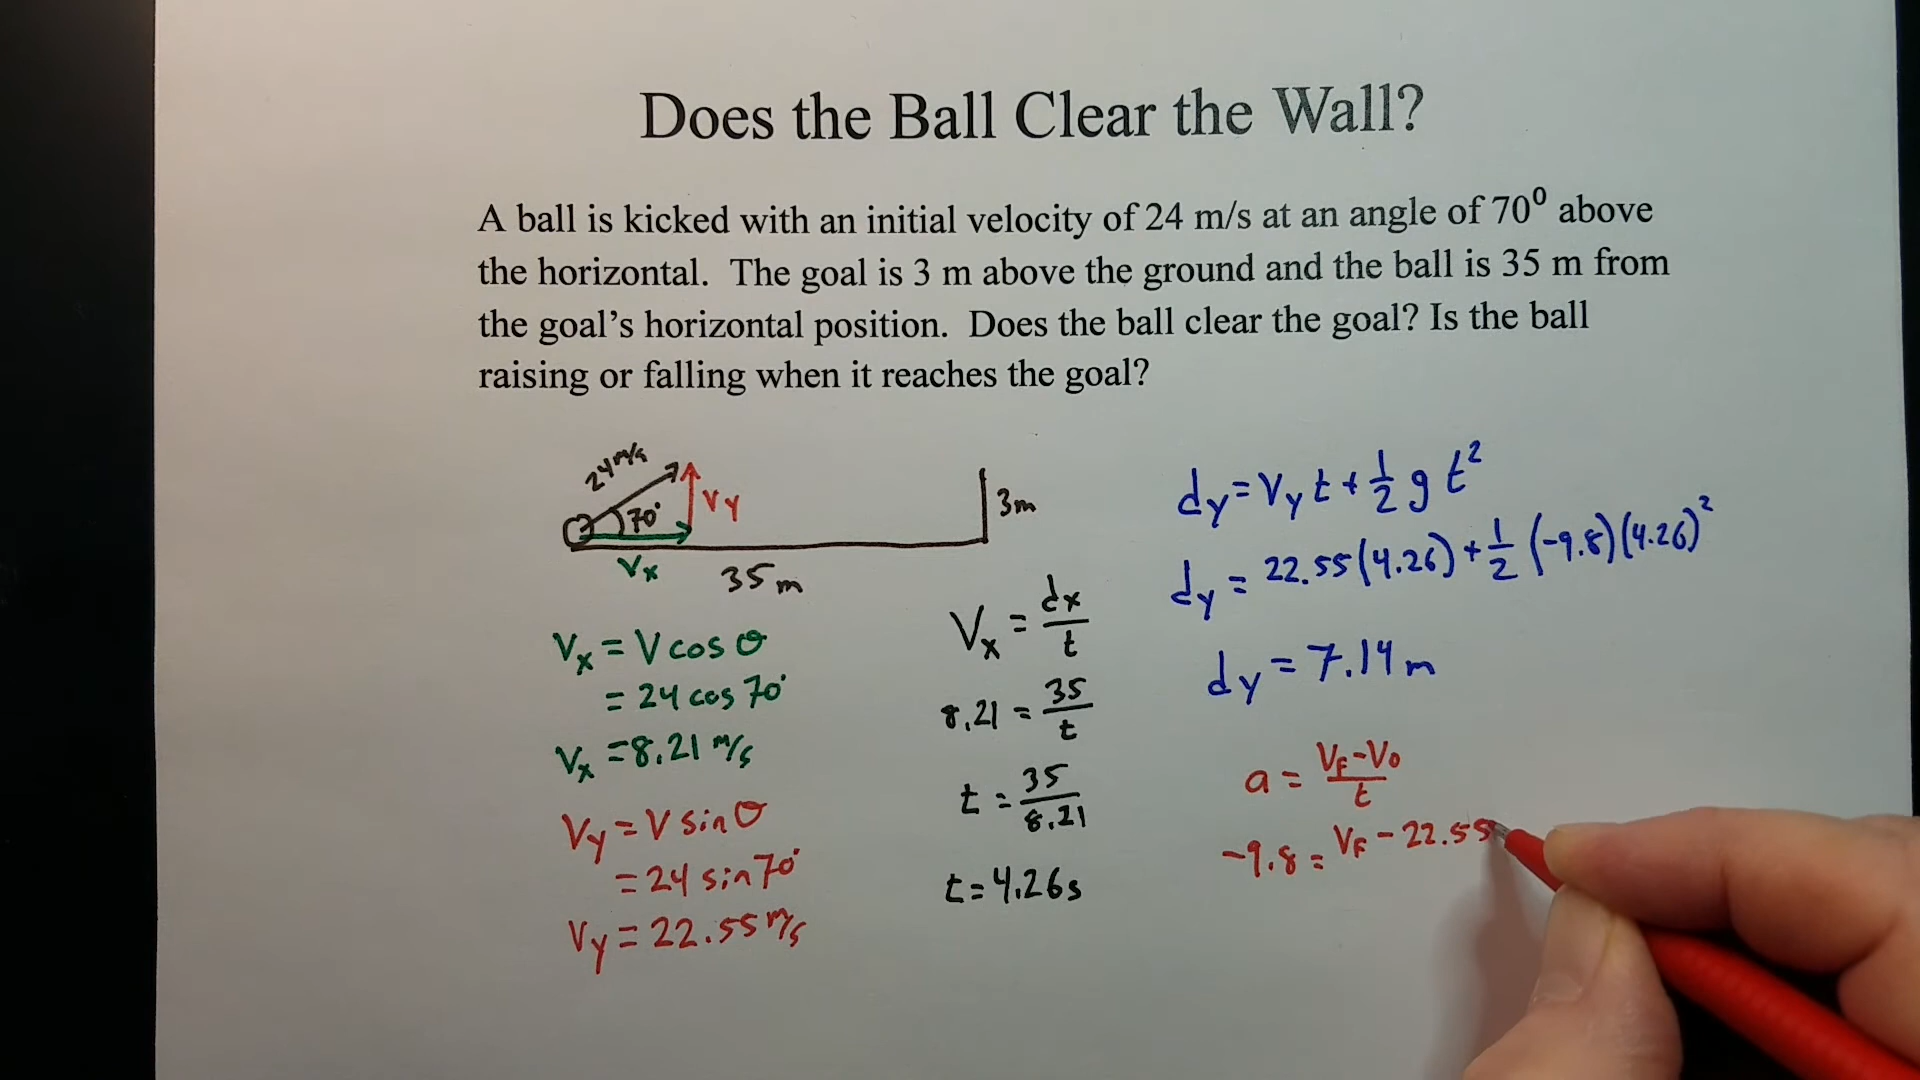 Does the Ball Clear the Wall?
A ball is kicked with an initial velocity of 24 m/s at an angle of 70⁰ above
the horizontal. The goal is 3 m above the ground and the ball is 35 m from
the goal's horizontal position. Does the ball clear the goal? Is the ball
raising or falling when it reaches the goal?
24 m/s
70°
Vy
Vx
35 m
3m
Vx = V cos θ
= 24 cos 70°
Vx = 8.21 m/s
Vy = V sin θ
= 24 sin 70°
Vy = 22.55 m/s
Vx = dx/t
8.21 = 35/t
t = 35/8.21
t = 4.26s
dy = Vy t + 1/2 g t²
dy = 22.55(4.26) + 1/2 (-9.8)(4.26)²
dy = 7.14 m
a = VF - V0 / t
-9.8 = VF - 22.55